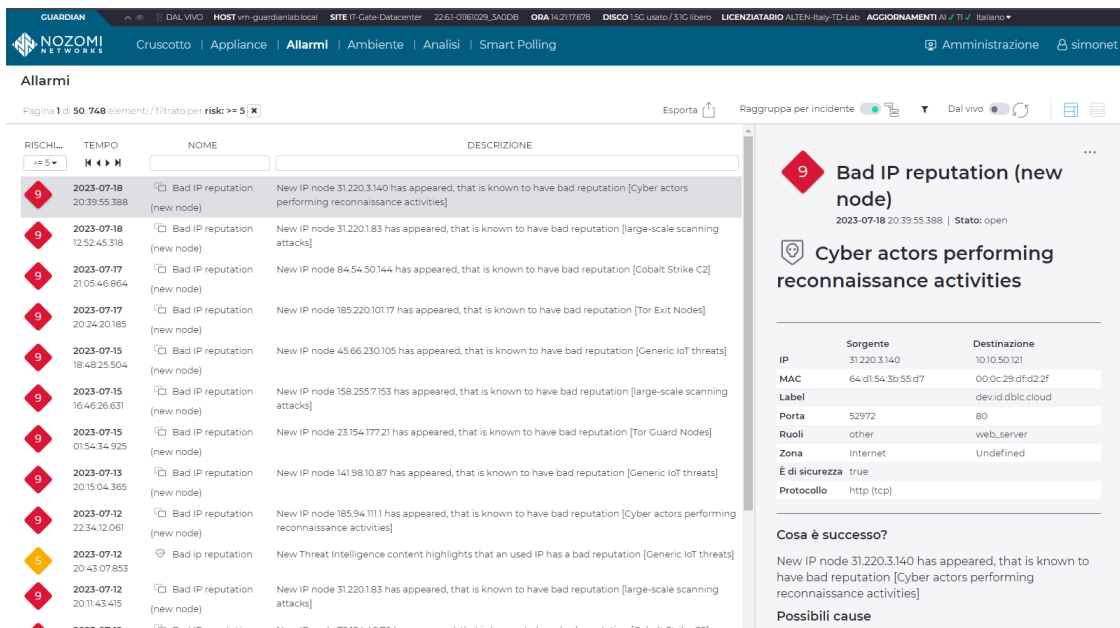 GUARDIAN DAL VIVO HOST vm-guardianlab.local SITE IT-Gate-Datacenter 22.6.1-01161029_3A0DB ORA 14:21:17.678 DISCO 1.5G usato / 3.1G libero LICENZIATARIO ALTEN-Italy-TD-Lab AGGIORNAMENTI AI ✓ TI ✓ Italiano
NOZOMI NETWORKS Cruscotto | Appliance | Allarmi | Ambiente | Analisi | Smart Polling Amministrazione simonet
Allarmi
Pagina 1 di 50, 748 elementi / filtrato per risk: >= 5 Esporta Raggruppa per incidente Dal vivo
RISCHI... TEMPO NOME DESCRIZIONE
>= 5
9 2023-07-18 Bad IP reputation New IP node 31.220.3.140 has appeared, that is known to have bad reputation [Cyber actors
20:39:55.388 (new node) performing reconnaissance activities]
9 2023-07-18 Bad IP reputation New IP node 31.220.1.83 has appeared, that is known to have bad reputation [large-scale scanning
12:52:45.318 (new node) attacks]
9 2023-07-17 Bad IP reputation New IP node 84.54.50.144 has appeared, that is known to have bad reputation [Cobalt Strike C2]
21:05:46.864 (new node)
9 2023-07-17 Bad IP reputation New IP node 185.220.101.17 has appeared, that is known to have bad reputation [Tor Exit Nodes]
20:24:20.185 (new node)
9 2023-07-15 Bad IP reputation New IP node 45.66.230.105 has appeared, that is known to have bad reputation [Generic IoT threats]
18:48:25.504 (new node)
9 2023-07-15 Bad IP reputation New IP node 158.255.7.153 has appeared, that is known to have bad reputation [large-scale scanning
16:46:26.631 (new node) attacks]
9 2023-07-15 Bad IP reputation New IP node 23.154.177.21 has appeared, that is known to have bad reputation [Tor Guard Nodes]
01:54:34.925 (new node)
9 2023-07-13 Bad IP reputation New IP node 141.98.10.87 has appeared, that is known to have bad reputation [Generic IoT threats]
20:15:04.365 (new node)
9 2023-07-12 Bad IP reputation New IP node 185.94.111.1 has appeared, that is known to have bad reputation [Cyber actors performing
22:34:12.061 (new node) reconnaissance activities]
5 2023-07-12 Bad ip reputation New Threat Intelligence content highlights that an used IP has a bad reputation [Generic IoT threats]
20:43:07.853
9 2023-07-12 Bad IP reputation New IP node 31.220.1.83 has appeared, that is known to have bad reputation [large-scale scanning
20:11:43.415 (new node) attacks]
9 Bad IP reputation (new
node)
2023-07-18 20:39:55.388 | Stato: open
Cyber actors performing
reconnaissance activities
Sorgente Destinazione
IP 31.220.3.140 10.10.50.121
MAC 64:d1:54:3b:55:d7 00:0c:29:df:d2:2f
Label dev.id.dblc.cloud
Porta 52972 80
Ruoli other web_server
Zona Internet Undefined
È di sicurezza true
Protocollo http (tcp)
Cosa è successo?
New IP node 31.220.3.140 has appeared, that is known to
have bad reputation [Cyber actors performing
reconnaissance activities]
Possibili cause